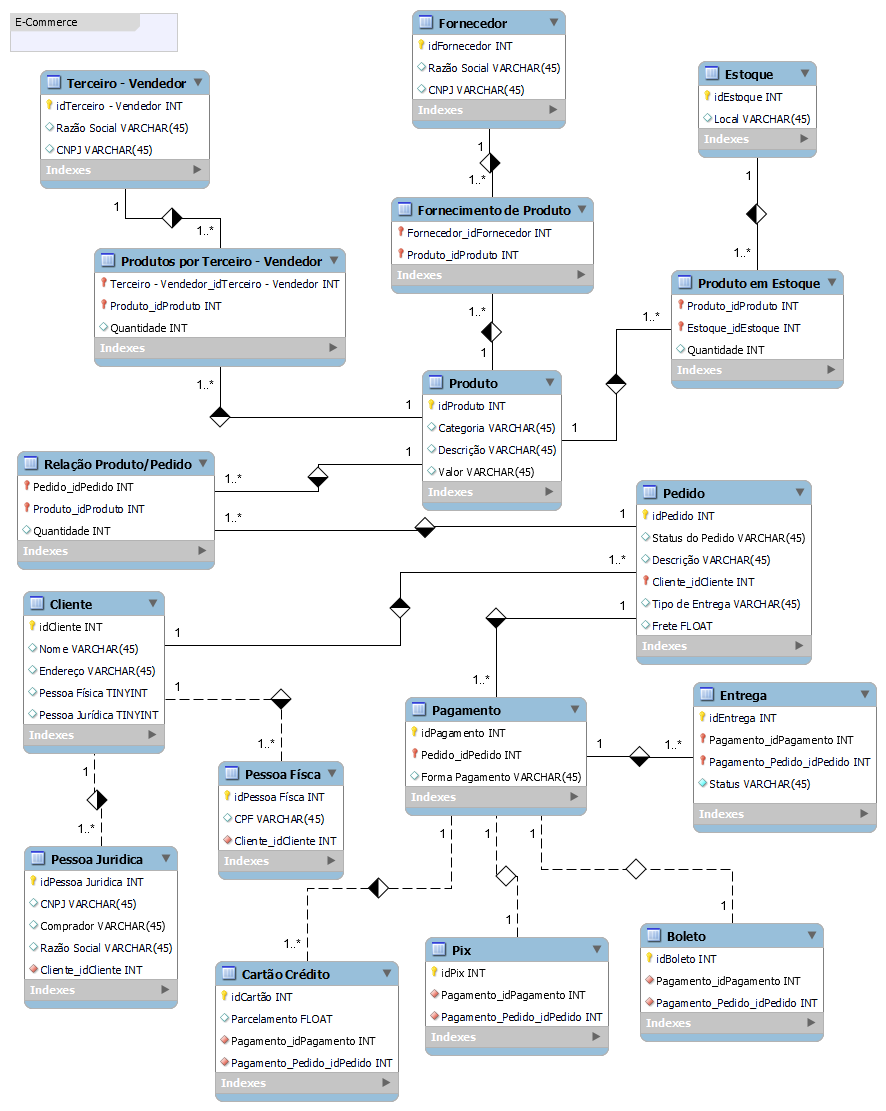 E-Commerce
Fornecedor
idFornecedor INT
Razão Social VARCHAR(45)
CNPJ VARCHAR(45)
Indexes
Terceiro - Vendedor
idTerceiro - Vendedor INT
Razão Social VARCHAR(45)
CNPJ VARCHAR(45)
Indexes
Estoque
idEstoque INT
Local VARCHAR(45)
Indexes
1
1..*
1
1..*
1
1..*
Fornecimento de Produto
Fornecedor_idFornecedor INT
Produto_idProduto INT
Indexes
Produtos por Terceiro - Vendedor
Terceiro - Vendedor_idTerceiro - Vendedor INT
Produto_idProduto INT
Quantidade INT
Indexes
Produto em Estoque
Produto_idProduto INT
Estoque_idEstoque INT
Quantidade INT
Indexes
1..*
1
1..*
1
1..*
1
Produto
idProduto INT
Categoria VARCHAR(45)
Descrição VARCHAR(45)
Valor VARCHAR(45)
Indexes
1
1..*
Relação Produto/Pedido
Pedido_idPedido INT
Produto_idProduto INT
Quantidade INT
Indexes
1..*
1
Pedido
idPedido INT
Status do Pedido VARCHAR(45)
Descrição VARCHAR(45)
Cliente_idCliente INT
Tipo de Entrega VARCHAR(45)
Frete FLOAT
Indexes
1..*
1
1
1..*
Cliente
idCliente INT
Nome VARCHAR(45)
Endereço VARCHAR(45)
Pessoa Física TINYINT
Pessoa Jurídica TINYINT
Indexes
1
1..*
1
1..*
Pagamento
idPagamento INT
Pedido_idPedido INT
Forma Pagamento VARCHAR(45)
Indexes
1
1..*
Entrega
idEntrega INT
Pagamento_idPagamento INT
Pagamento_Pedido_idPedido INT
Status VARCHAR(45)
Indexes
Pessoa Físca
idPessoa Físca INT
CPF VARCHAR(45)
Cliente_idCliente INT
Indexes
Pessoa Juridica
idPessoa Juridica INT
CNPJ VARCHAR(45)
Comprador VARCHAR(45)
Razão Social VARCHAR(45)
Cliente_idCliente INT
Indexes
1
1
1
1..*
1
1
Cartão Crédito
idCartão INT
Parcelamento FLOAT
Pagamento_idPagamento INT
Pagamento_Pedido_idPedido INT
Indexes
Pix
idPix INT
Pagamento_idPagamento INT
Pagamento_Pedido_idPedido INT
Indexes
Boleto
idBoleto INT
Pagamento_idPagamento INT
Pagamento_Pedido_idPedido INT
Indexes